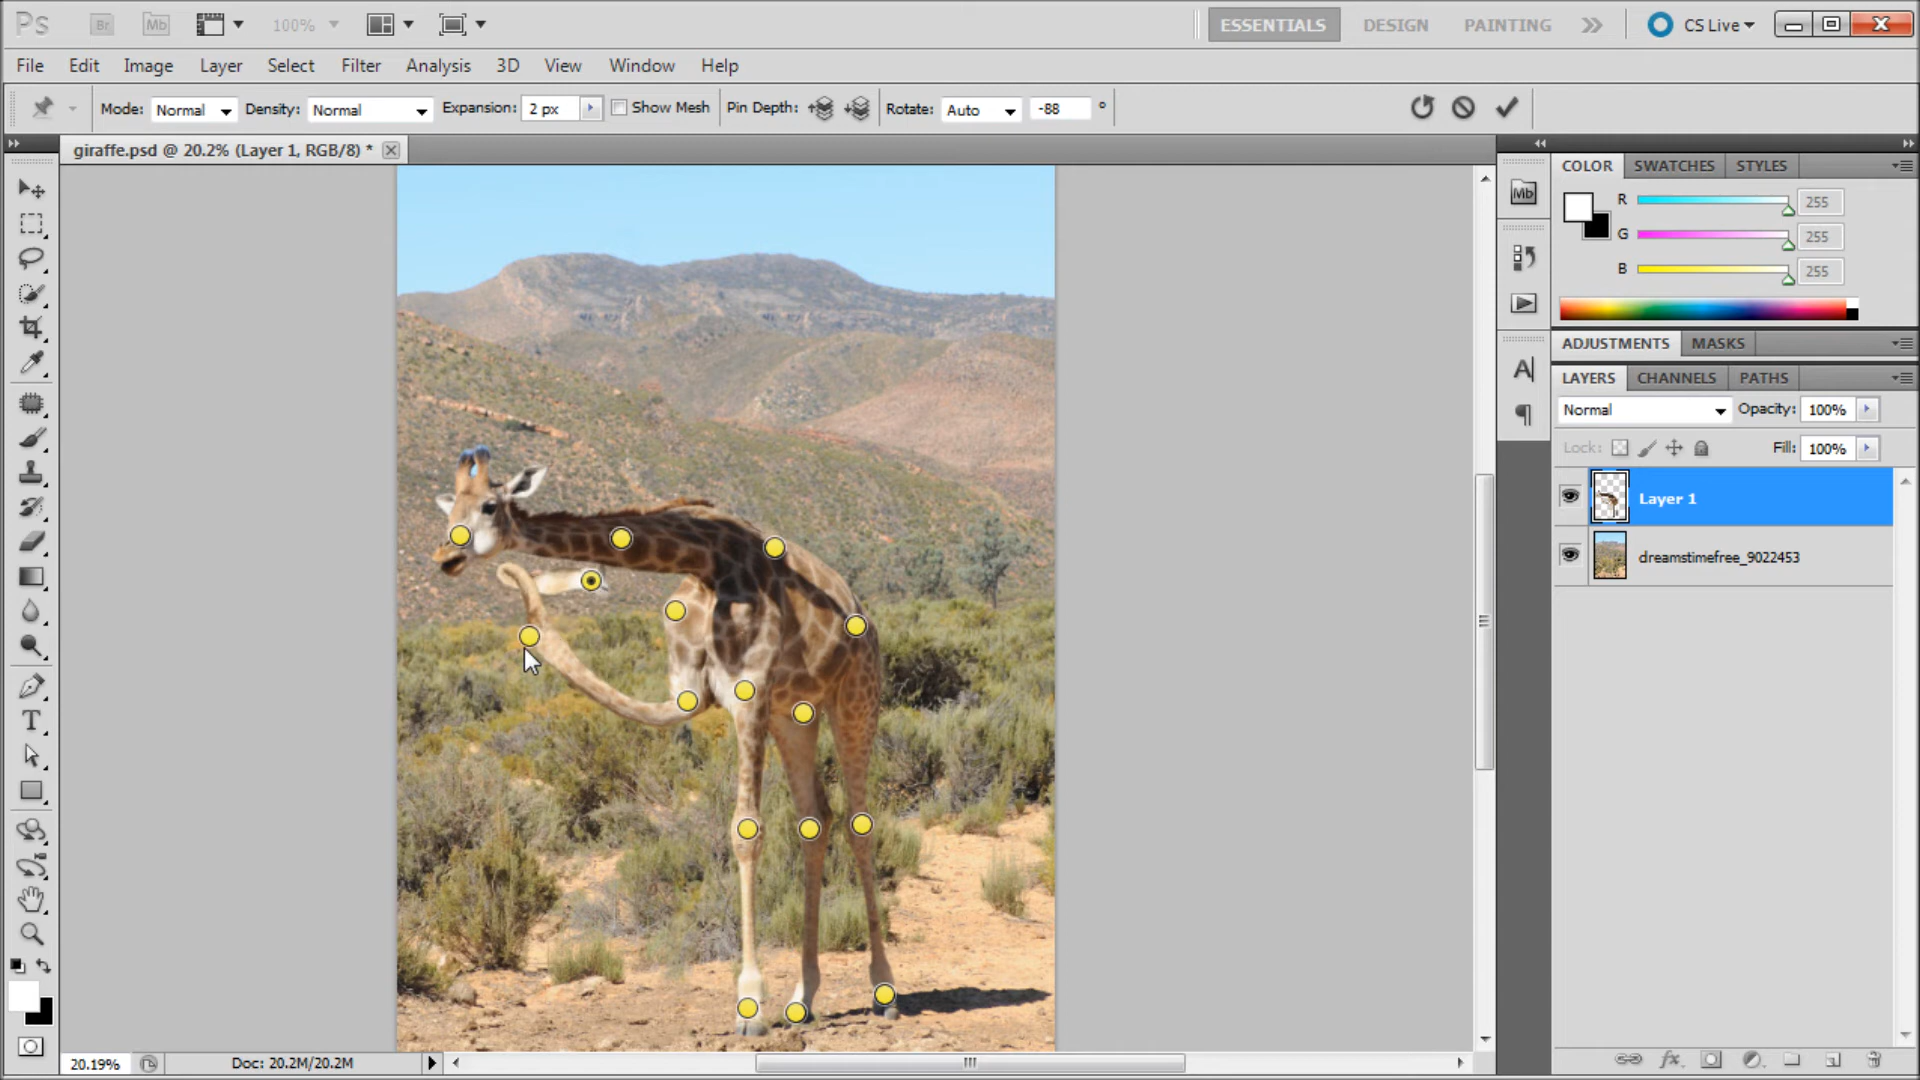 Ps Br Mb 100% ESSENTIALS DESIGN PAINTING CS Live
File Edit Image Layer Select Filter Analysis 3D View Window Help
Mode: Normal Density: Normal Expansion: 2 px Show Mesh Pin Depth: Rotate: Auto -88 °
giraffe.psd @ 20.2% (Layer 1, RGB/8) *
COLOR SWATCHES STYLES
Mb
R 255
G 255
B 255
ADJUSTMENTS MASKS
LAYERS CHANNELS PATHS
Normal Opacity: 100%
Lock: Fill: 100%
Layer 1
dreamstimefree_9022453
20.19% Doc: 20.2M/20.2M